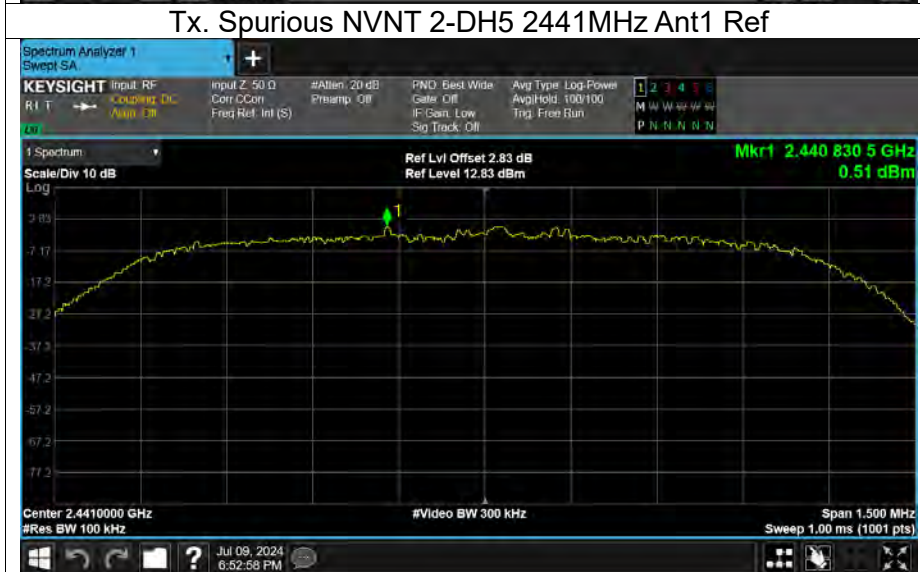 Tx. Spurious NVNT 2-DH5 2441MHz Ant1 Ref
Spectrum Analyzer 1
Swept SA
+
KEYSIGHT Input: RF
R L T
Coupling: DC
Align: Off
Input Z: 50 Ω
Corr CCorr
Freq Ref: Int (S)
#Atten: 20 dB
Preamp: Off
PNO: Best Wide
Gate: Off
IF Gain: Low
Sig Track: Off
Avg Type: Log-Power
Avg|Hold: 100/100
Trig: Free Run
1 2 3 4 5 6
M W W W W W
P N N N N N
1 Spectrum
Scale/Div 10 dB
Log
Ref Lvl Offset 2.83 dB
Ref Level 12.83 dBm
Mkr1 2.440 830 5 GHz
0.51 dBm
1
2.83
-7.17
-17.2
-27.2
-37.2
-47.2
-57.2
-67.2
-77.2
Center 2.4410000 GHz
#Res BW 100 kHz
#Video BW 300 kHz
Span 1.500 MHz
Sweep 1.00 ms (1001 pts)
?
Jul 09, 2024
6:52:58 PM